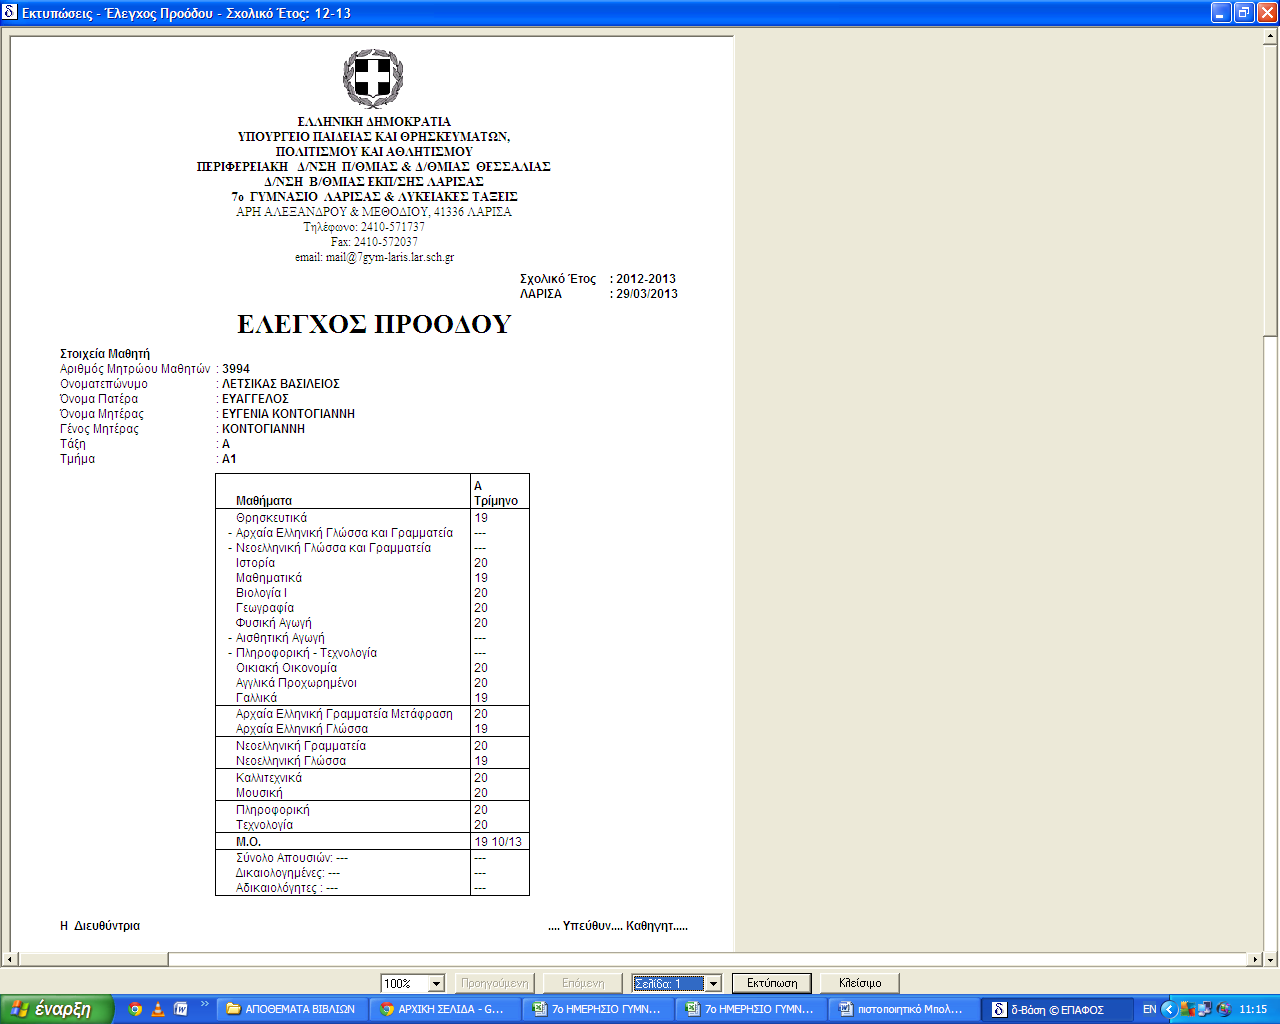 Εκτυπώσεις - Έλεγχος Προόδου - Σχολικό Έτος: 12-13
ΕΛΛΗΝΙΚΗ ΔΗΜΟΚΡΑΤΙΑ
ΥΠΟΥΡΓΕΙΟ ΠΑΙΔΕΙΑΣ ΚΑΙ ΘΡΗΣΚΕΥΜΑΤΩΝ,
ΠΟΛΙΤΙΣΜΟΥ ΚΑΙ ΑΘΛΗΤΙΣΜΟΥ
ΠΕΡΙΦΕΡΕΙΑΚΗ Δ/ΝΣΗ Π/ΘΜΙΑΣ & Δ/ΘΜΙΑΣ ΘΕΣΣΑΛΙΑΣ
Δ/ΝΣΗ Β/ΘΜΙΑΣ ΕΚΠ/ΣΗΣ ΛΑΡΙΣΑΣ
7ο ΓΥΜΝΑΣΙΟ ΛΑΡΙΣΑΣ & ΛΥΚΕΙΑΚΕΣ ΤΑΞΕΙΣ
ΑΡΗ ΑΛΕΞΑΝΔΡΟΥ & ΜΕΘΟΔΙΟΥ, 41336 ΛΑΡΙΣΑ
Τηλέφωνο: 2410-571737
Fax: 2410-572037
email: mail@7gym-laris.lar.sch.gr
Σχολικό Έτος : 2012-2013
ΛΑΡΙΣΑ : 29/03/2013
ΕΛΕΓΧΟΣ ΠΡΟΟΔΟΥ
Στοιχεία Μαθητή
Αριθμός Μητρώου Μαθητών : 3994
Ονοματεπώνυμο : ΛΕΤΣΙΚΑΣ ΒΑΣΙΛΕΙΟΣ
Όνομα Πατέρα : ΕΥΑΓΓΕΛΟΣ
Όνομα Μητέρας : ΕΥΓΕΝΙΑ ΚΟΝΤΟΓΙΑΝΝΗ
Γένος Μητέρας : ΚΟΝΤΟΓΙΑΝΝΗ
Τάξη : Α
Τμήμα : Α1
Α
Μαθήματα Τρίμηνο
Θρησκευτικά 19
- Αρχαία Ελληνική Γλώσσα και Γραμματεία ---
- Νεοελληνική Γλώσσα και Γραμματεία ---
Ιστορία 20
Μαθηματικά 19
Βιολογία Ι 20
Γεωγραφία 20
Φυσική Αγωγή 20
- Αισθητική Αγωγή ---
- Πληροφορική - Τεχνολογία ---
Οικιακή Οικονομία 20
Αγγλικά Προχωρημένοι 20
Γαλλικά 19
Αρχαία Ελληνική Γραμματεία Μετάφραση 20
Αρχαία Ελληνική Γλώσσα 19
Νεοελληνική Γραμματεία 20
Νεοελληνική Γλώσσα 19
Καλλιτεχνικά 20
Μουσική 20
Πληροφορική 20
Τεχνολογία 20
Μ.Ο. 19 10/13
Σύνολο Απουσιών: --- ---
Δικαιολογημένες: --- ---
Αδικαιολόγητες : --- ---
Η Διευθύντρια .... Υπεύθυν.... Καθηγητ.....
100% Προηγούμενη Επόμενη Σελίδα: 1 Εκτύπωση Κλείσιμο
έναρξη ΑΠΟΘΕΜΑΤΑ ΒΙΒΛΙΩΝ ΑΡΧΙΚΗ ΣΕΛΙΔΑ - G... 7ο ΗΜΕΡΗΣΙΟ ΓΥΜΝ... 7ο ΗΜΕΡΗΣΙΟ ΓΥΜΝ... πιστοποιητικό Μπολ... δ-Βάση © ΕΠΑΦΟΣ EN 11:15